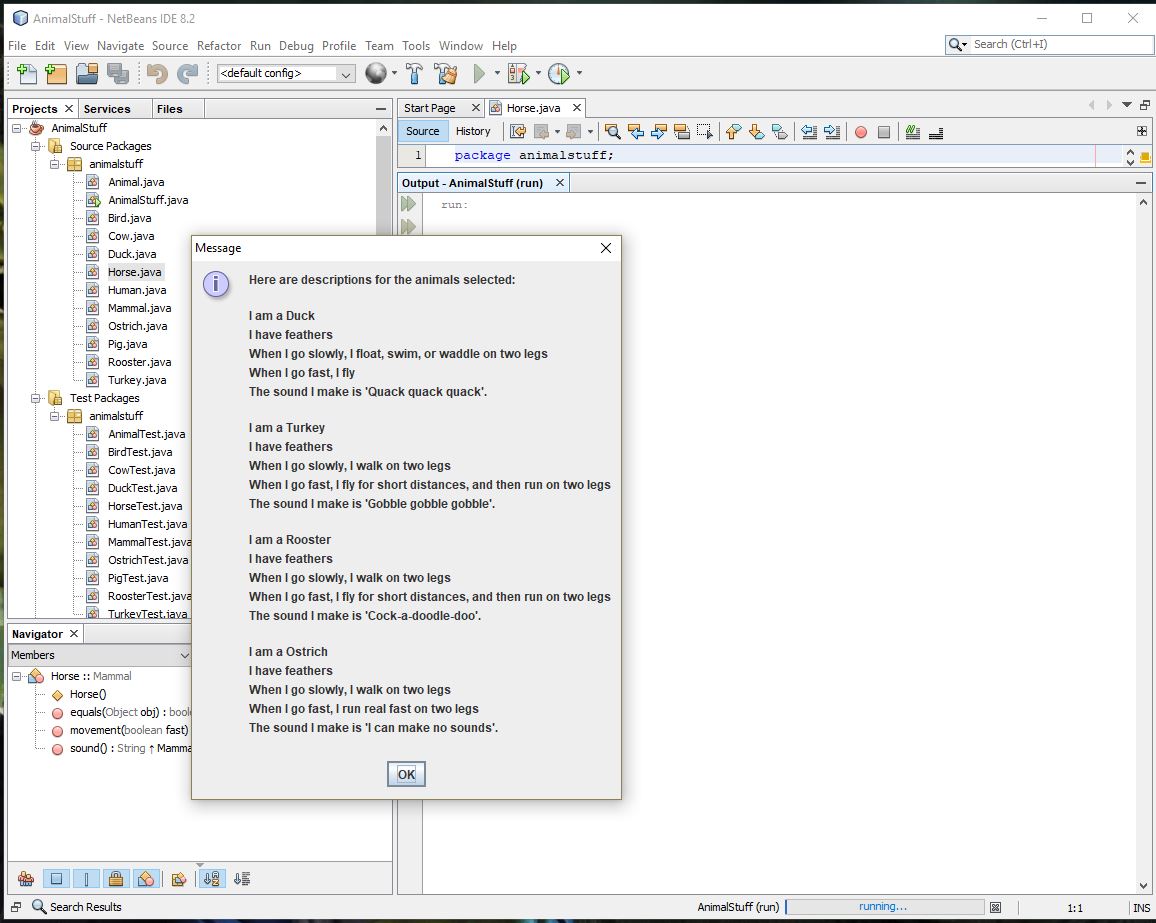 AnimalStuff - NetBeans IDE 8.2
File Edit View Navigate Source Refactor Run Debug Profile Team Tools Window Help
Search (Ctrl+I)
<default config>
Projects Services Files
AnimalStuff
Source Packages
animalstuff
Animal.java
AnimalStuff.java
Bird.java
Cow.java
Duck.java
Horse.java
Human.java
Mammal.java
Ostrich.java
Pig.java
Rooster.java
Turkey.java
Test Packages
animalstuff
AnimalTest.java
BirdTest.java
CowTest.java
DuckTest.java
HorseTest.java
HumanTest.java
MammalTest.java
OstrichTest.java
PigTest.java
RoosterTest.java
TurkeyTest.java
Navigator
Members
Horse :: Mammal
Horse()
equals(Object obj) : bool
movement(boolean fast)
sound() : String ↑ Mamma
Start Page Horse.java
Source History
1 package animalstuff;
Output - AnimalStuff (run)
run:
Message
Here are descriptions for the animals selected:
I am a Duck
I have feathers
When I go slowly, I float, swim, or waddle on two legs
When I go fast, I fly
The sound I make is 'Quack quack quack'.
I am a Turkey
I have feathers
When I go slowly, I walk on two legs
When I go fast, I fly for short distances, and then run on two legs
The sound I make is 'Gobble gobble gobble'.
I am a Rooster
I have feathers
When I go slowly, I walk on two legs
When I go fast, I fly for short distances, and then run on two legs
The sound I make is 'Cock-a-doodle-doo'.
I am a Ostrich
I have feathers
When I go slowly, I walk on two legs
When I go fast, I run real fast on two legs
The sound I make is 'I can make no sounds'.
OK
Search Results
AnimalStuff (run) running... 1:1 INS